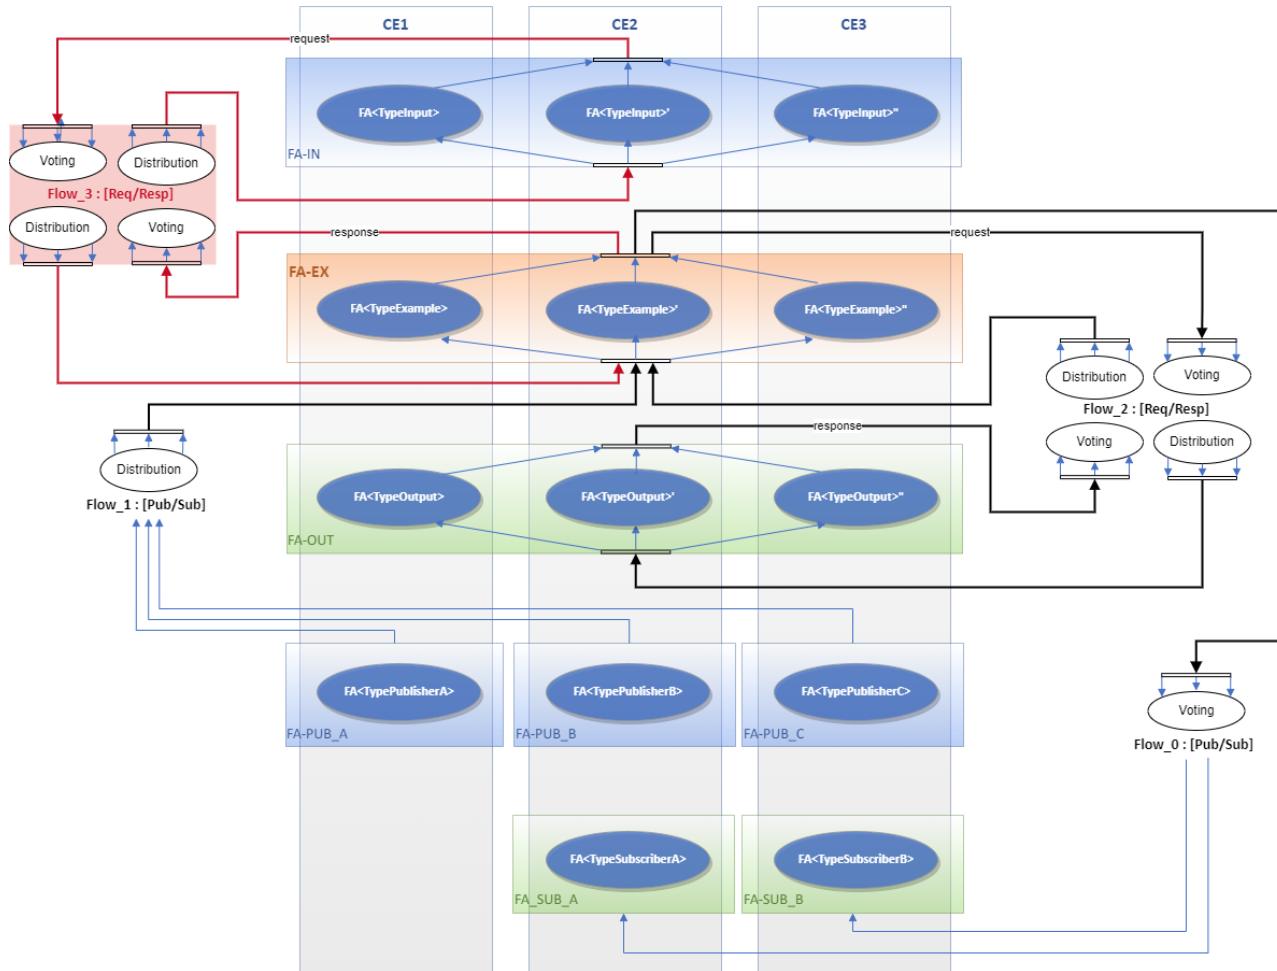 CE1
CE2
CE3
request
FA<TypeInput>
FA<TypeInput>'
FA<TypeInput>"
FA-IN
Voting
Distribution
Flow_3 : [Req/Resp]
Distribution
Voting
response
request
FA-EX
FA<TypeExample>
FA<TypeExample>'
FA<TypeExample>"
Distribution
Voting
Flow_2 : [Req/Resp]
Voting
Distribution
response
Distribution
Flow_1 : [Pub/Sub]
FA<TypeOutput>
FA<TypeOutput>'
FA<TypeOutput>"
FA-OUT
FA<TypePublisherA>
FA<TypePublisherB>
FA<TypePublisherC>
FA-PUB_A
FA-PUB_B
FA-PUB_C
Voting
Flow_0 : [Pub/Sub]
FA<TypeSubscriberA>
FA<TypeSubscriberB>
FA_SUB_A
FA-SUB_B